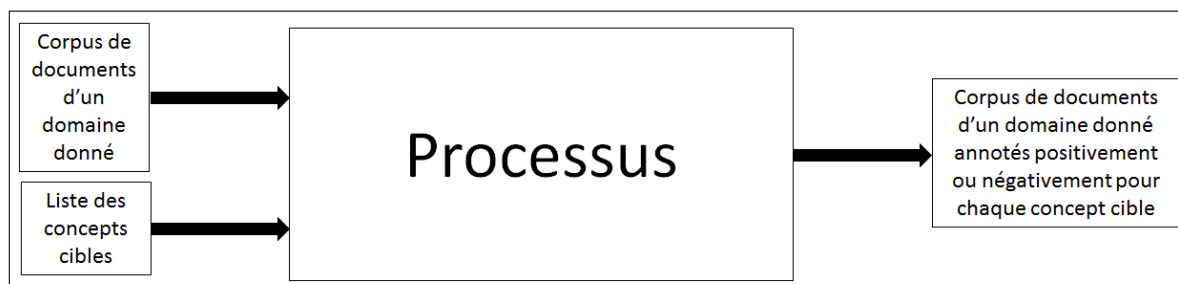 Corpus de
documents
d’un
domaine
donné
Liste des
concepts
cibles
Processus
Corpus de documents
d’un domaine donné
annotés positivement
ou négativement pour
chaque concept cible